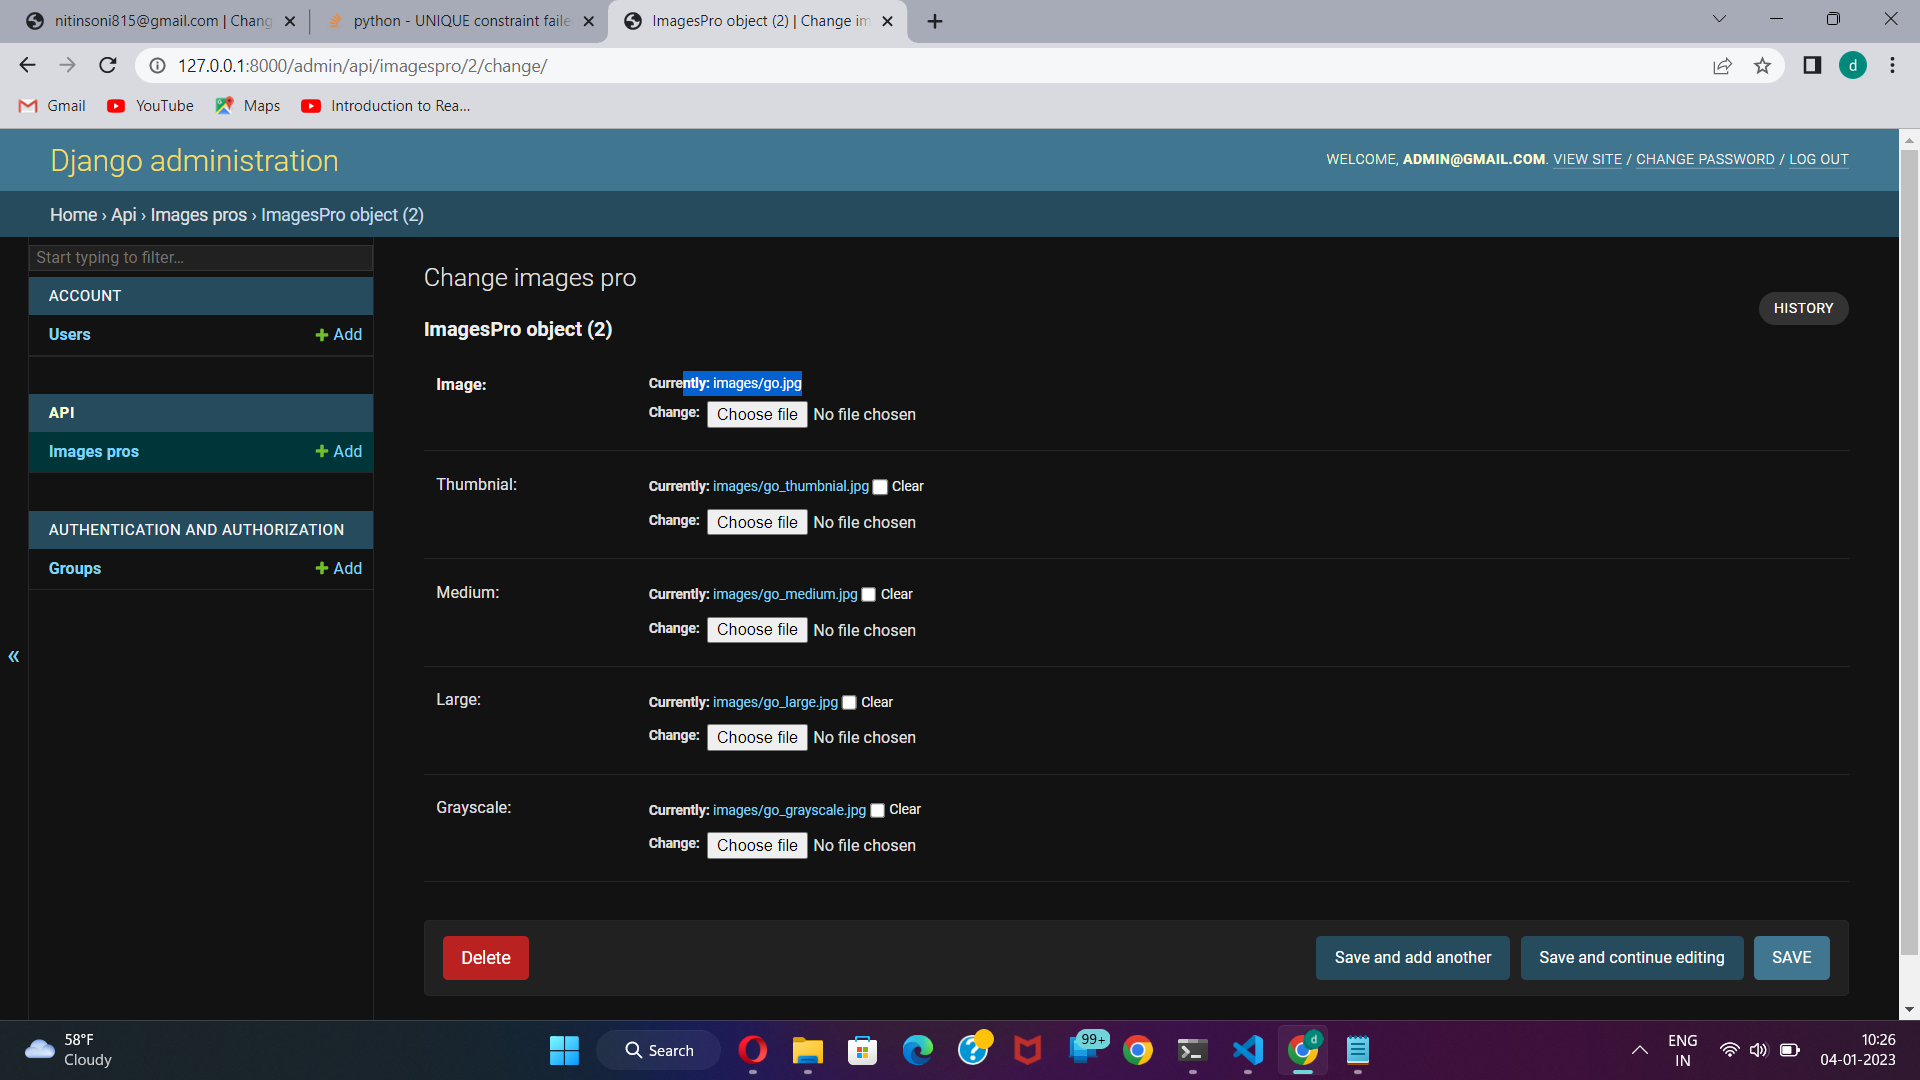 nitinsoni815@gmail.com | Chang
python - UNIQUE constraint faile
ImagesPro object (2) | Change im
127.0.0.1:8000/admin/api/imagespro/2/change/
d
Gmail
YouTube
Maps
Introduction to Rea...
Django administration
WELCOME, ADMIN@GMAIL.COM. VIEW SITE / CHANGE PASSWORD / LOG OUT
Home › Api › Images pros › ImagesPro object (2)
Start typing to filter...
ACCOUNT
Users
+ Add
API
Images pros
+ Add
AUTHENTICATION AND AUTHORIZATION
Groups
+ Add
«
Change images pro
HISTORY
ImagesPro object (2)
Image:
Currently: images/go.jpg
Change: Choose file No file chosen
Thumbnial:
Currently: images/go_thumbnial.jpg Clear
Change: Choose file No file chosen
Medium:
Currently: images/go_medium.jpg Clear
Change: Choose file No file chosen
Large:
Currently: images/go_large.jpg Clear
Change: Choose file No file chosen
Grayscale:
Currently: images/go_grayscale.jpg Clear
Change: Choose file No file chosen
Delete
Save and add another
Save and continue editing
SAVE
58°F
Cloudy
Search
99+
d
ENG
IN
10:26
04-01-2023